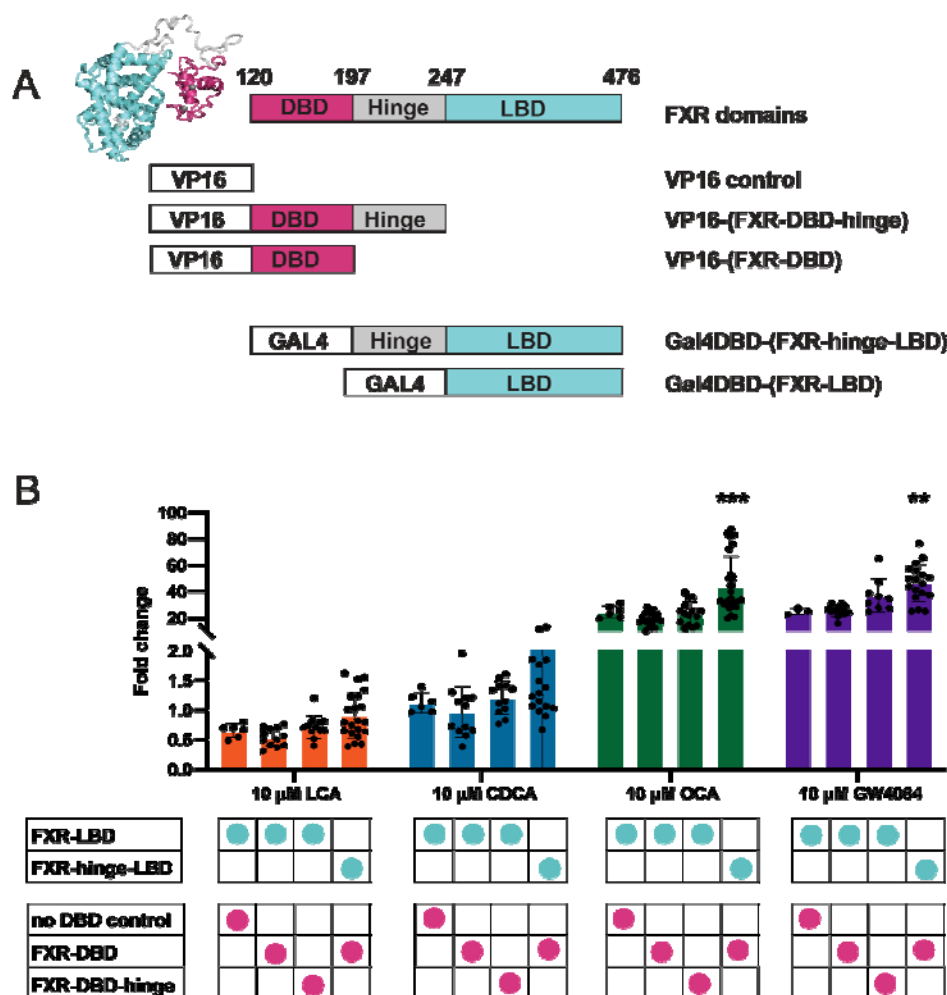 A
120 197 247 476
DBD Hinge LBD FXR domains
VP16 VP16 control
VP16 DBD Hinge VP16-(FXR-DBD-hinge)
VP16 DBD VP16-(FXR-DBD)
GAL4 Hinge LBD Gal4DBD-(FXR-hinge-LBD)
GAL4 LBD Gal4DBD-(FXR-LBD)
B
Fold change
100
80
60
40
20
2.0
1.5
1.0
0.5
0.0
*** **
10 µM LCA 10 µM CDCA 10 µM OCA 10 µM GW4064
FXR-LBD
FXR-hinge-LBD
no DBD control
FXR-DBD
FXR-DBD-hinge